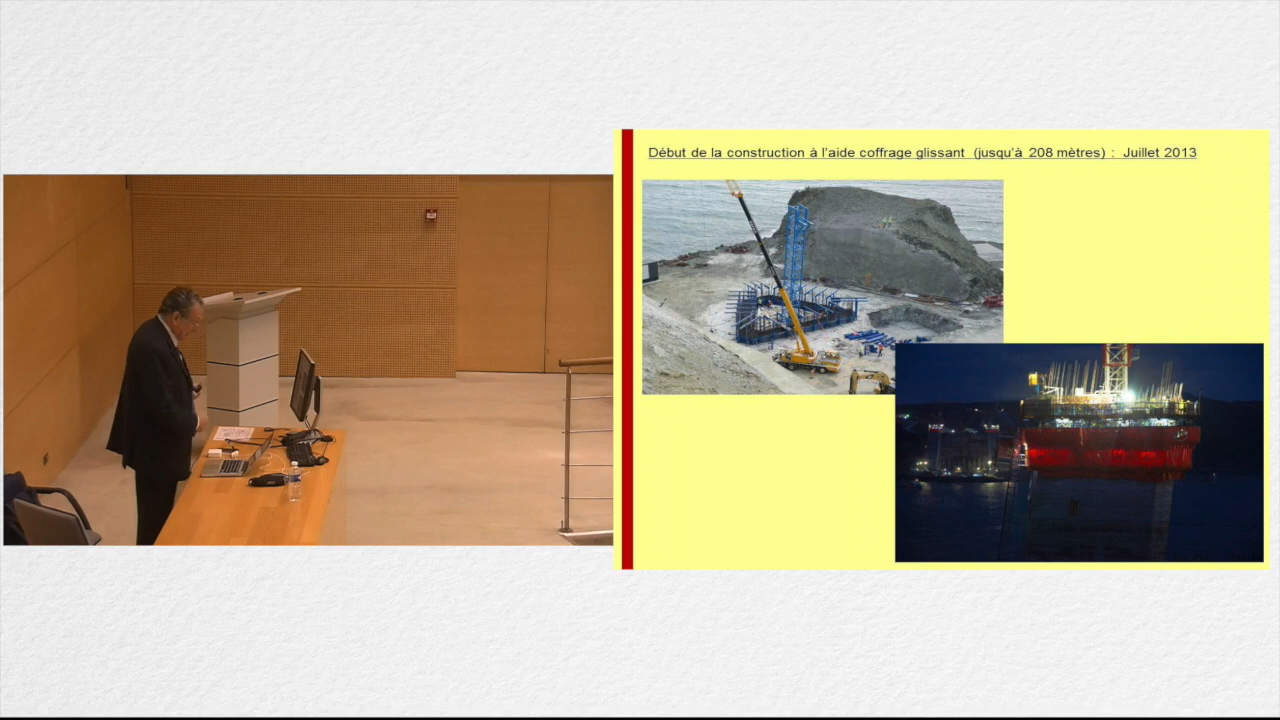 Début de la construction à l'aide coffrage glissant (jusqu'à 208 mètres) : Juillet 2013